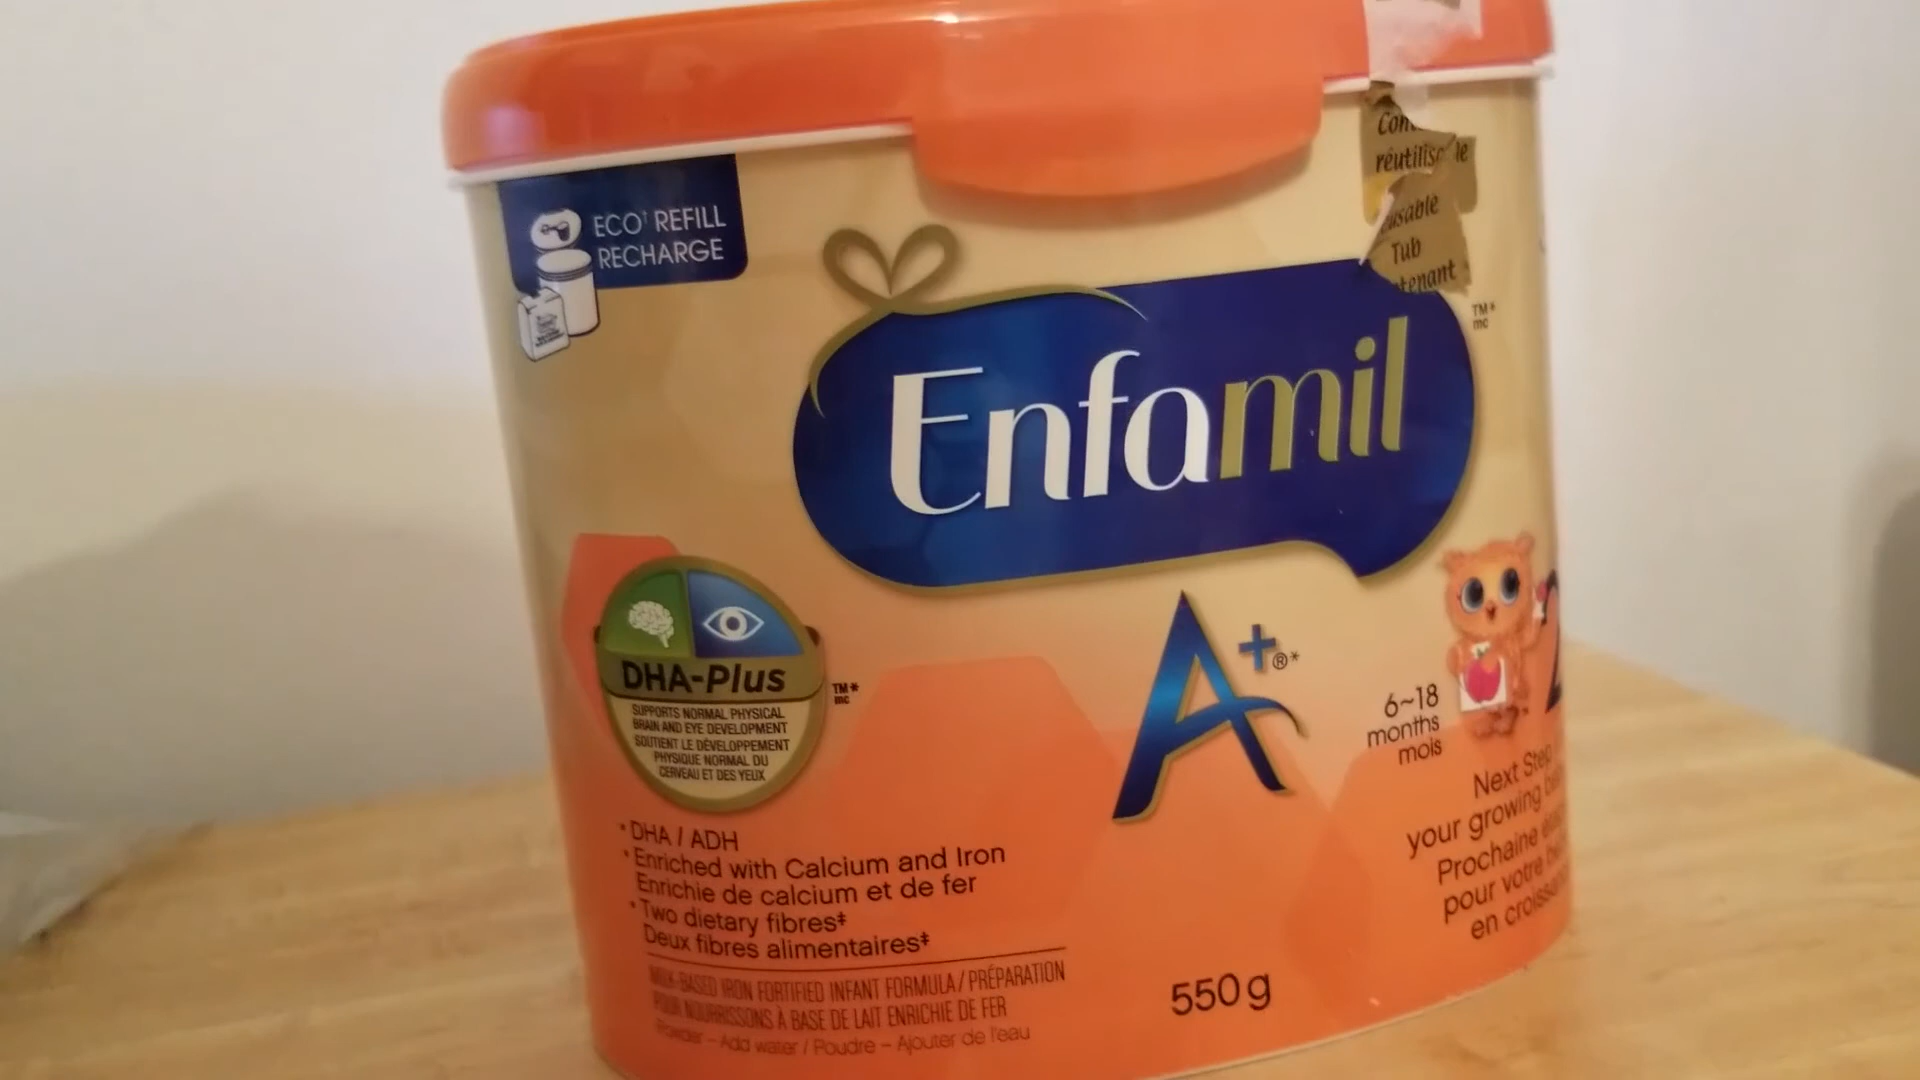 ECO† REFILL
RECHARGE
réutilisable
Tub
Enfamil
TM*
mc
A+®*
DHA-Plus
TM*
mc
SUPPORTS NORMAL PHYSICAL
BRAIN AND EYE DEVELOPMENT
SOUTIENT LE DÉVELOPPEMENT
PHYSIQUE NORMAL DU
CERVEAU ET DES YEUX
6~18
months
mois
2
Next Step
your growing
Prochaine
pour votre
en
• DHA / ADH
• Enriched with Calcium and Iron
Enrichie de calcium et de fer
• Two dietary fibres‡
Deux fibres alimentaires‡
MILK-BASED IRON FORTIFIED INFANT FORMULA / PRÉPARATION
POUR NOURRISSONS À BASE DE LAIT ENRICHIE DE FER
Powder – Add water / Poudre – Ajouter de l'eau
550 g